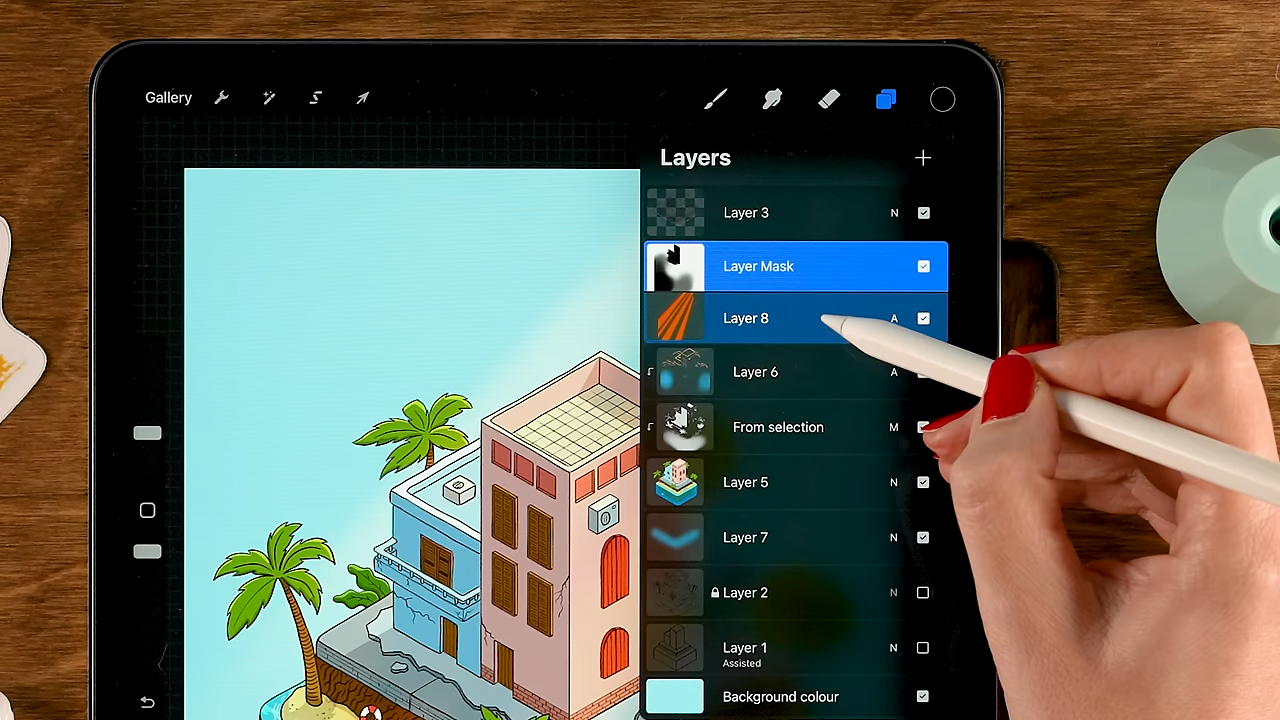 Gallery
Layers
Layer 3 N
Layer Mask
Layer 8 A
Layer 6 A
From selection M
Layer 5 N
Layer 7 N
Layer 2 N
Layer 1 N
Assisted
Background colour